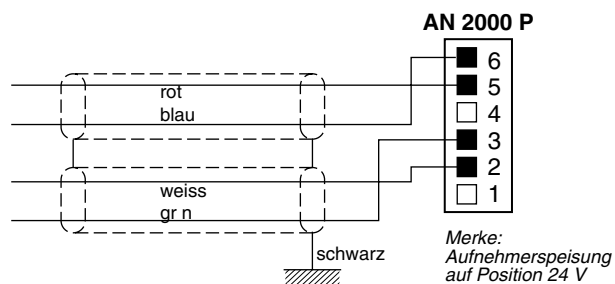 AN 2000 P
6
rot
5
blau
4
3
2
weiss
gr n
1
schwarz
Merke:
Aufnehmerspeisung
auf Position 24 V